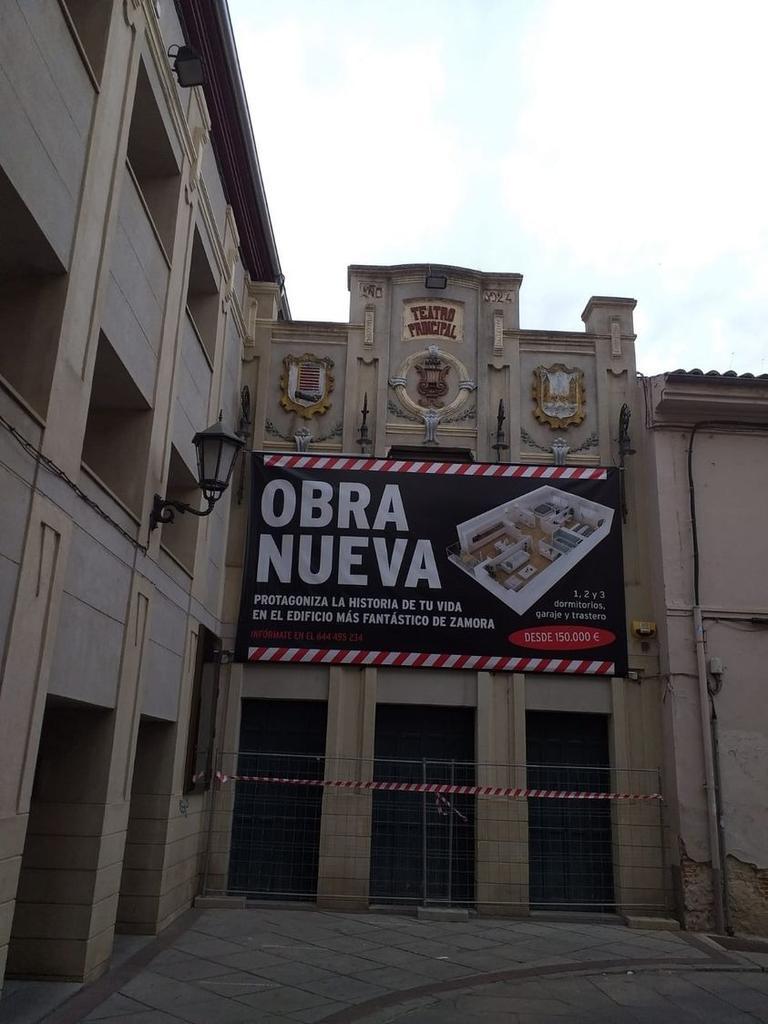 TEATRO
PRINCIPAL
OBRA
NUEVA
PROTAGONIZA LA HISTORIA DE TU VIDA
EN EL EDIFICIO MÁS FANTÁSTICO DE ZAMORA
INFÓRMATE EN EL 644 495 234
1, 2 y 3
dormitorios,
garaje y trastero
DESDE 150.000 €